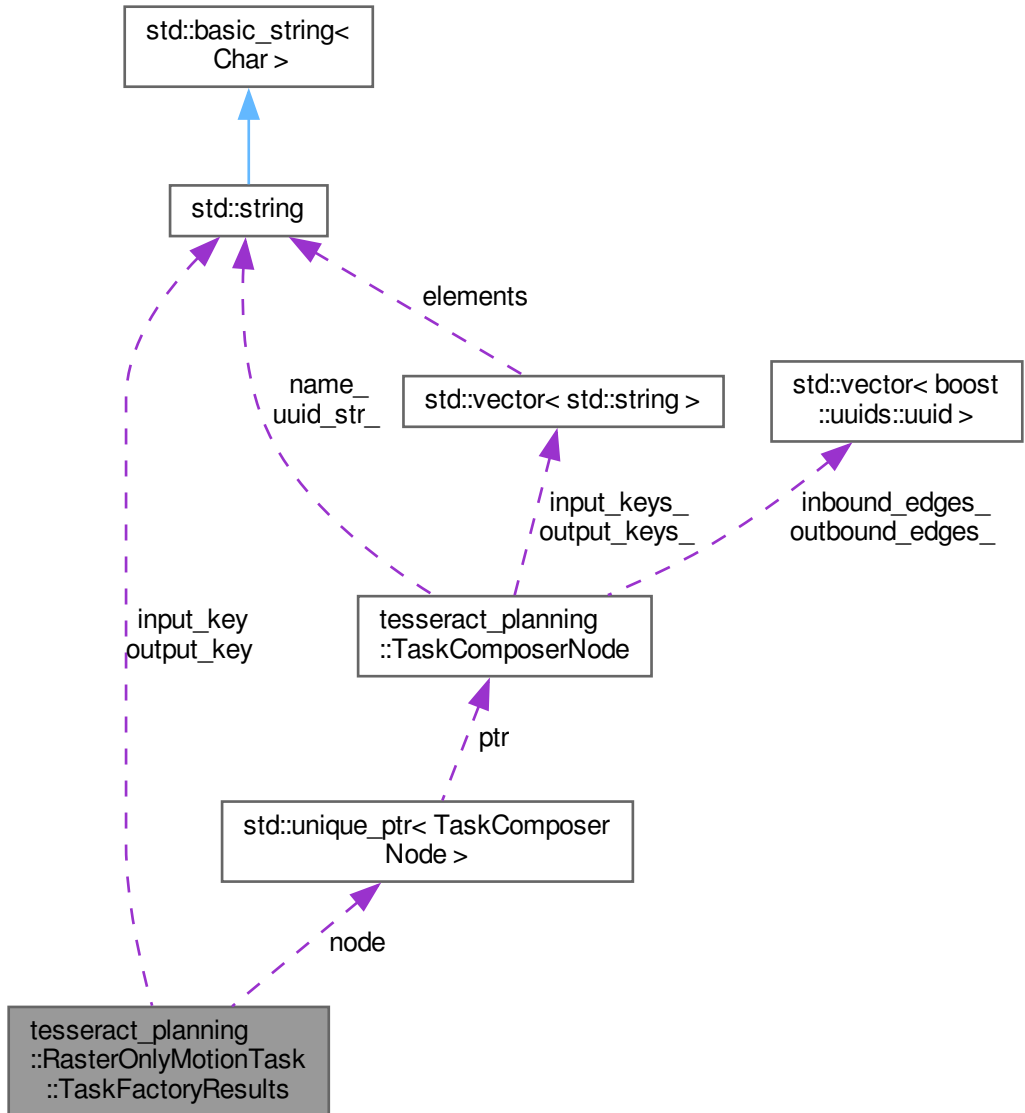 std::basic_string<
Char >
std::string
elements
name_
uuid_str_
std::vector< std::string >
std::vector< boost
::uuids::uuid >
input_keys_
output_keys_
inbound_edges_
outbound_edges_
input_key
output_key
tesseract_planning
::TaskComposerNode
ptr
std::unique_ptr< TaskComposer
Node >
node
tesseract_planning
::RasterOnlyMotionTask
::TaskFactoryResults